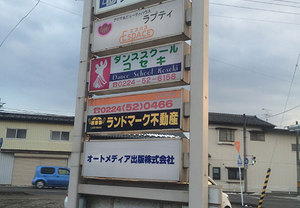 ラプティ
ESPACE
ダンススクール
コセキ
Dance School Koseki
0224-52-6158
0224(52)0466
ランドマーク不動産
オートメディア出版株式会社